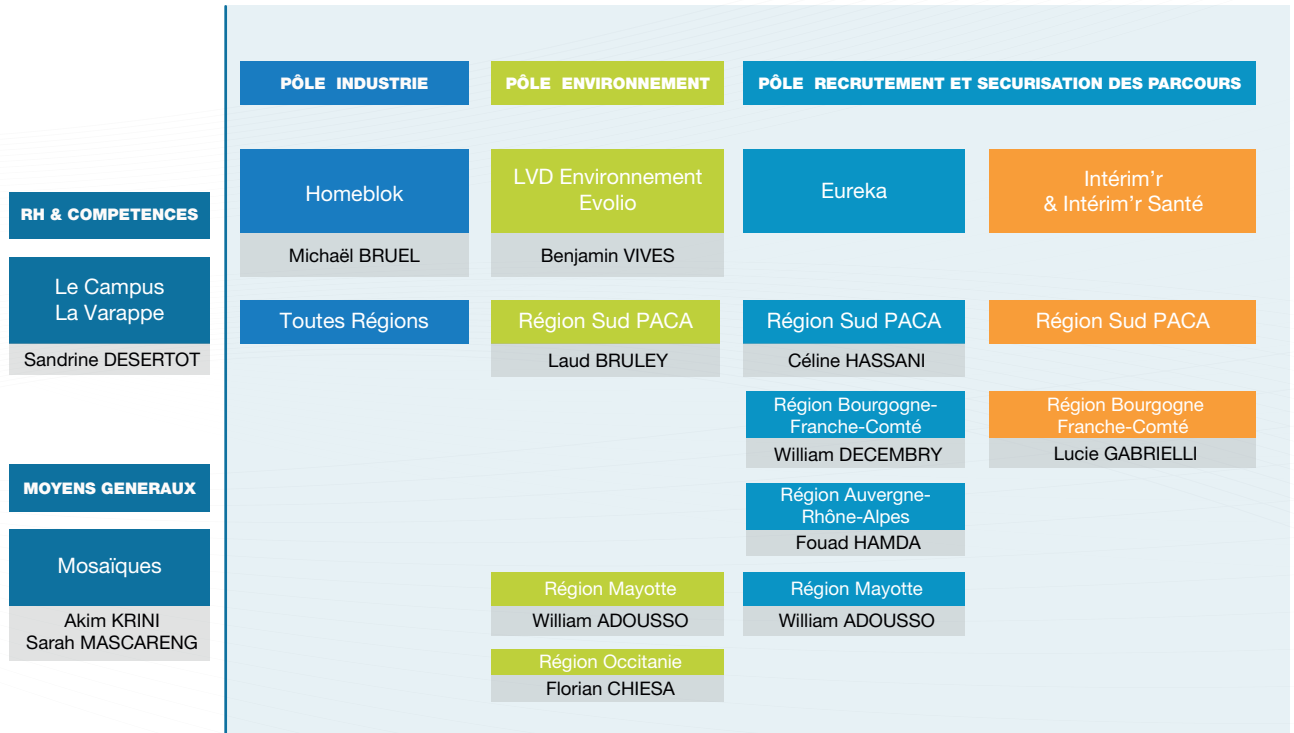 RH & COMPETENCES
Le Campus
La Varappe
Sandrine DESERTOT
MOYENS GENERAUX
Mosaïques
Akim KRINI
Sarah MASCARENG
PÔLE INDUSTRIE
Homeblok
Michaël BRUEL
Toutes Régions
PÔLE ENVIRONNEMENT
LVD Environnement
Evolio
Benjamin VIVES
Région Sud PACA
Laud BRULEY
Région Mayotte
William ADOUSSO
Région Occitanie
Florian CHIESA
PÔLE RECRUTEMENT ET SECURISATION DES PARCOURS
Eureka
Région Sud PACA
Céline HASSANI
Région Bourgogne-
Franche-Comté
William DECEMBRY
Région Auvergne-
Rhône-Alpes
Fouad HAMDA
Région Mayotte
William ADOUSSO
Intérim'r
& Intérim'r Santé
Région Sud PACA
Région Bourgogne
Franche-Comté
Lucie GABRIELLI